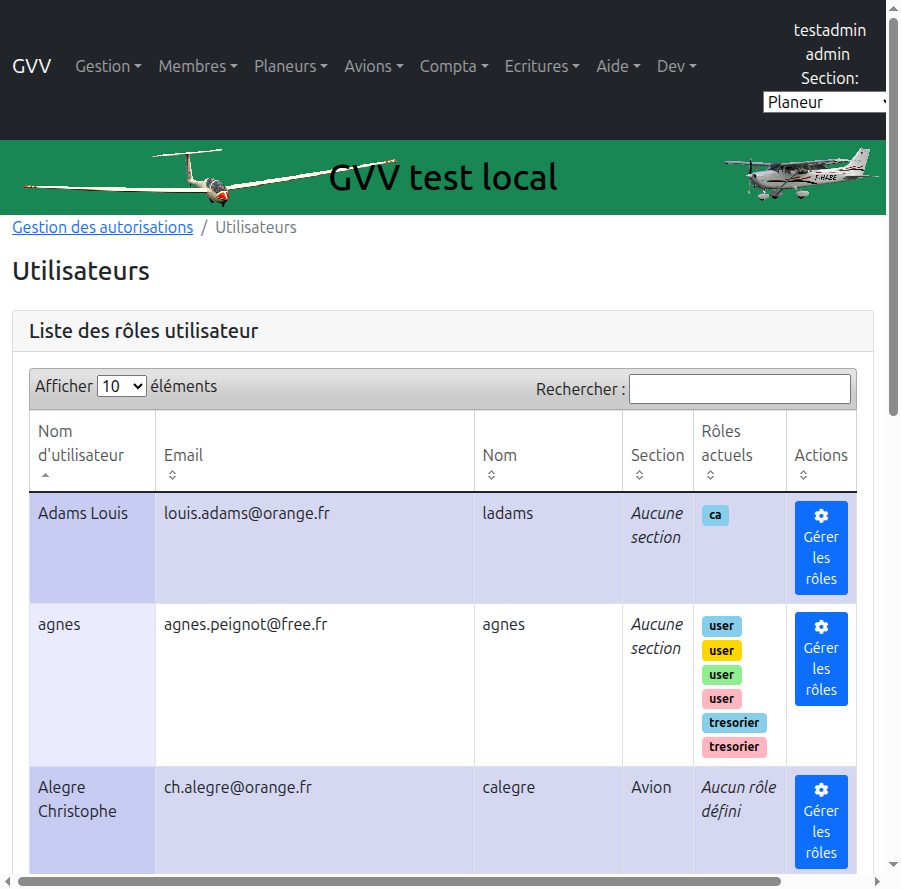 testadmin
admin
Section:
Planeur
GVV Gestion Membres Planeurs Avions Compta Ecritures Aide Dev
GVV test local
F-HABE
Gestion des autorisations / Utilisateurs
Utilisateurs
Liste des rôles utilisateur
Afficher 10 éléments Rechercher :
Nom d'utilisateur Email Nom Section Rôles actuels Actions
Adams Louis louis.adams@orange.fr ladams Aucune section ca Gérer les rôles
agnes agnes.peignot@free.fr agnes Aucune section user user user user tresorier tresorier Gérer les rôles
Alegre Christophe ch.alegre@orange.fr calegre Avion Aucun rôle défini Gérer les rôles